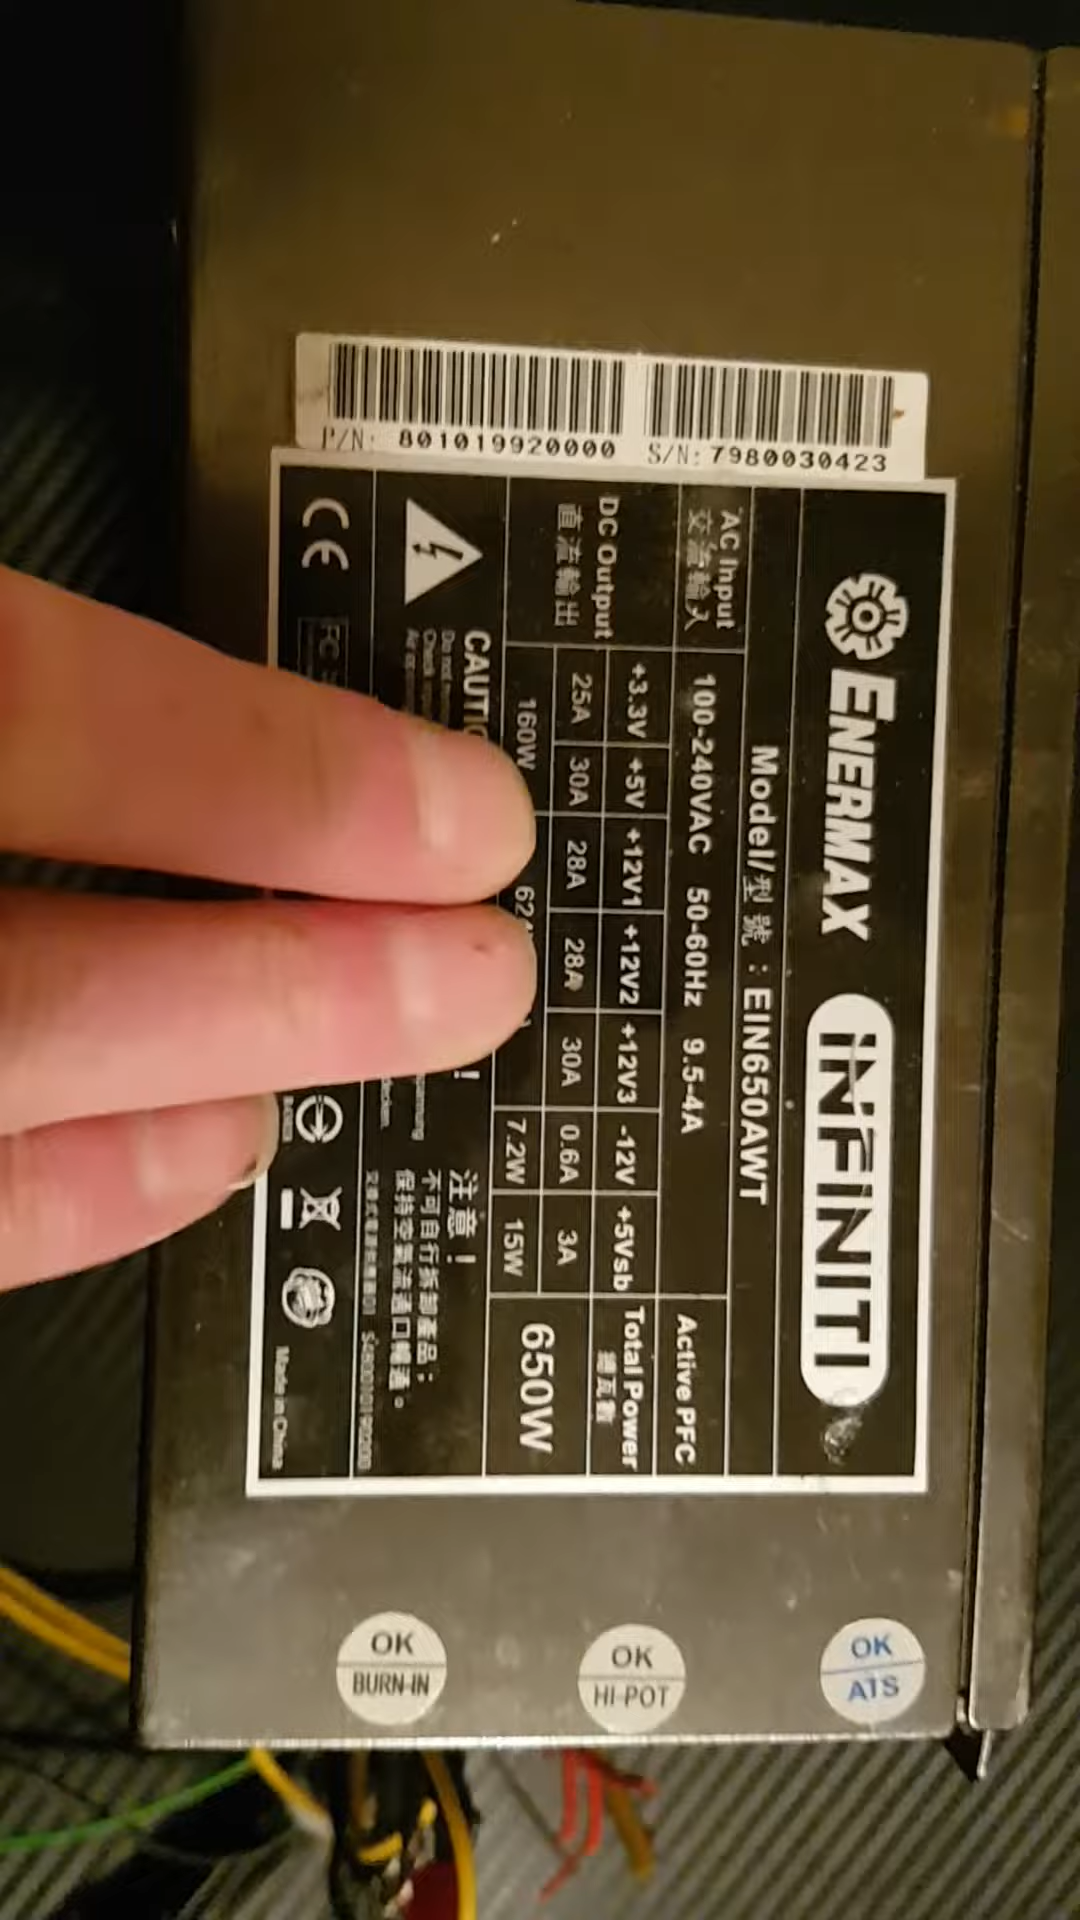 P/N: 801019920000 S/N: 7980030423
ENERMAX INFINITI
Model/型號 : EIN650AWT
AC Input 100-240VAC 50-60Hz 9.5-4A Active PFC
交流輸入
DC Output +3.3V +5V +12V1 +12V2 +12V3 -12V +5Vsb Total Power
直流輸出 總瓦數
25A 30A 28A 28A 30A 0.6A 3A
160W 7.2W 15W 650W
注意!
不可自行拆卸產品;
保持空氣流通口暢通。
CE FC
Made in China
OK
ATS
OK
HI-POT
OK
BURN-IN